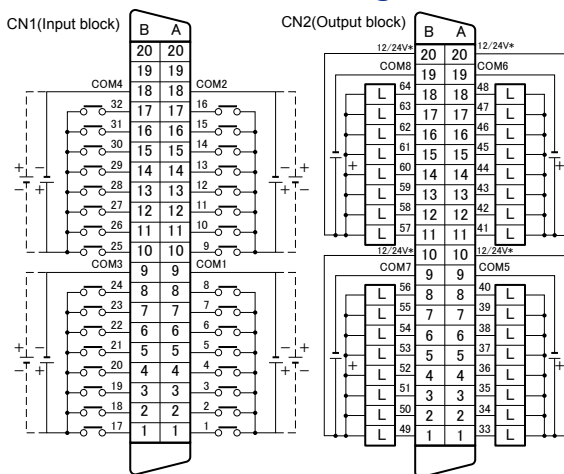 CN1(Input block)
B A
20 20
19 19
COM4 18 18 COM2
32 17 17 16
31 16 16 15
30 15 15 14
29 14 14 13
28 13 13 12
27 12 12 11
26 11 11 10
25 10 10 9
COM3 9 9 COM1
24 8 8 8
23 7 7 7
22 6 6 6
21 5 5 5
20 4 4 4
19 3 3 3
18 2 2 2
17 1 1 1
+ − − +
− + + −
+ − − +
− + + −
CN2(Output block)
B A
12/24V* 20 20 12/24V*
COM8 19 19 COM6
L 64 18 18 48 L
L 63 17 17 47 L
L 62 16 16 46 L
L 61 15 15 45 L
L 60 14 14 44 L
L 59 13 13 43 L
L 58 12 12 42 L
L 57 11 11 41 L
12/24V* 10 10 12/24V*
COM7 9 9 COM5
L 56 8 8 40 L
L 55 7 7 39 L
L 54 6 6 38 L
L 53 5 5 37 L
L 52 4 4 36 L
L 51 3 3 35 L
L 50 2 2 34 L
L 49 1 1 33 L
+ +
+ +